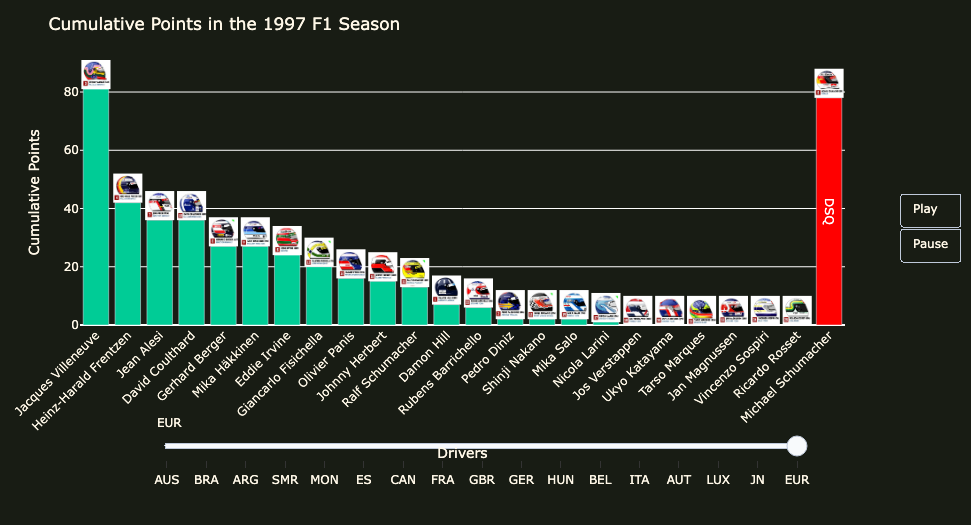 Cumulative Points in the 1997 F1 Season
Cumulative Points
80
60
40
20
0
DSQ
Play
Pause
Jacques Villeneuve
Heinz-Harald Frentzen
Jean Alesi
David Coulthard
Gerhard Berger
Mika Häkkinen
Eddie Irvine
Giancarlo Fisichella
Olivier Panis
Johnny Herbert
Ralf Schumacher
Damon Hill
Rubens Barrichello
Pedro Diniz
Shinji Nakano
Mika Salo
Nicola Larini
Jos Verstappen
Ukyo Katayama
Tarso Marques
Jan Magnussen
Vincenzo Sospiri
Ricardo Rosset
Michael Schumacher
EUR
Drivers
AUS BRA ARG SMR MON ES CAN FRA GBR GER HUN BEL ITA AUT LUX JN EUR